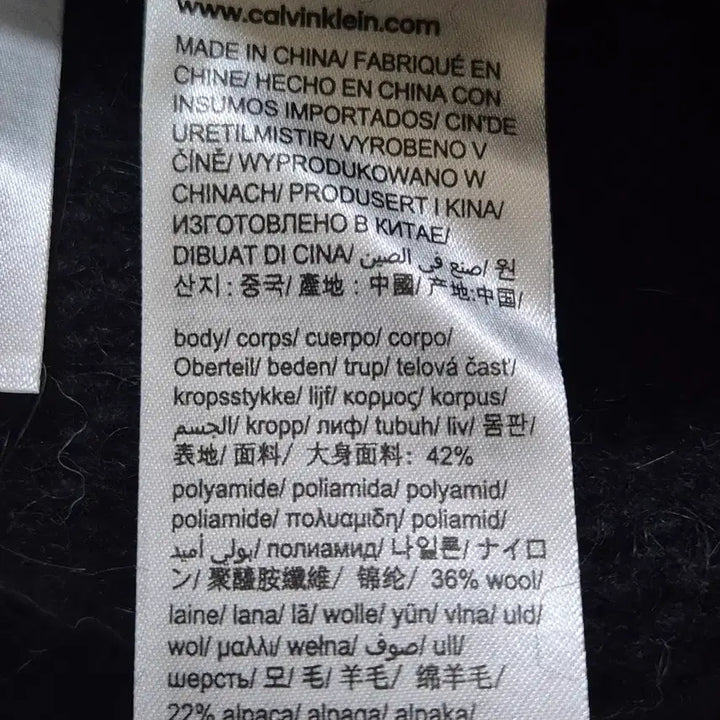 www.calvinklein.com
MADE IN CHINA/ FABRIQUÉ EN
CHINE/ HECHO EN CHINA CON
INSUMOS IMPORTADOS/ CIN'DE
URETILMISTIR/ VYROBENO V
ČÍNĚ/ WYPRODUKOWANO W
CHINACH/ PRODUSERT I KINA/
ИЗГОТОВЛЕНО В КИТАЕ/
DIBUAT DI CINA/ صنع في الصين/ 원
산지: 중국/ 產地: 中國/ 产地:中国/
body/ corps/ cuerpo/ corpo/
Oberteil/ beden/ trup/ telová časť/
kropsstykke/ lijf/ κορμος/ korpus/
الجسم/ kropp/ лиф/ tubuh/ liv/ 몸판/
表地/ 面料/ 大身面料: 42%
polyamide/ poliamida/ polyamid/
poliamide/ πολυαμιδη/ poliamid/
بولي أميد/ полиамид/ 나일론/ ナイロ
ン/ 聚醯胺纖維/ 锦纶/ 36% wool/
laine/ lana/ lã/ wolle/ yün/ vlna/ uld/
wol/ μαλλι/ wełna/ صوف/ ull/
шерсть/ 모/ 毛/ 羊毛/ 绵羊毛/
22% alpaca/ alpaga/ alpaka/